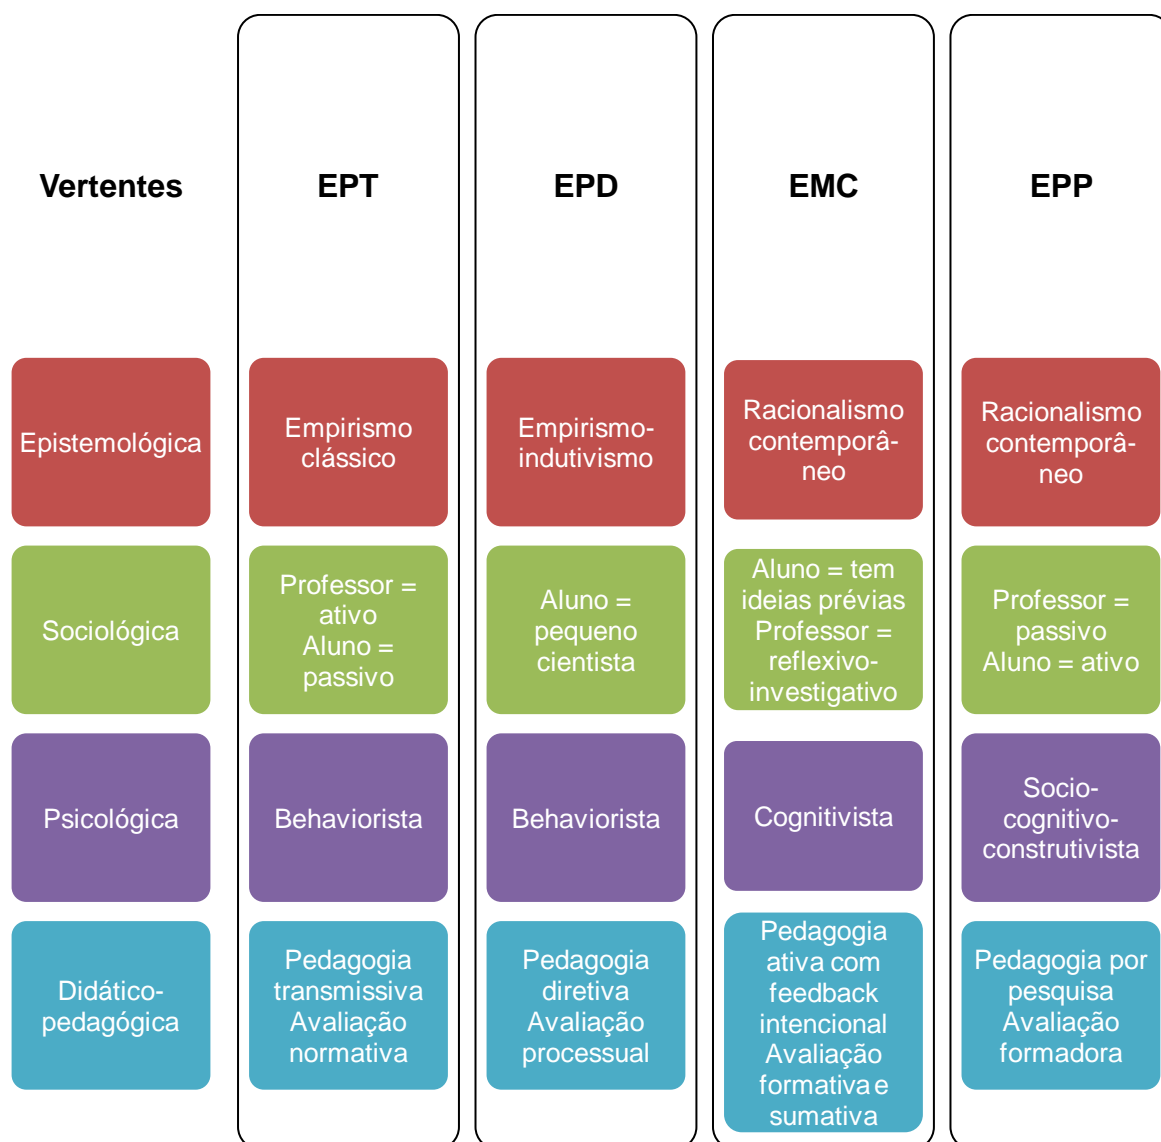 Vertentes
EPT
EPD
EMC
EPP
Epistemológica
Empirismo
clássico
Empirismo-
indutivismo
Racionalismo
contemporâ-
neo
Racionalismo
contemporâ-
neo
Sociológica
Professor =
ativo
Aluno =
passivo
Aluno =
pequeno
cientista
Aluno = tem
ideias prévias
Professor =
reflexivo-
investigativo
Professor =
passivo
Aluno = ativo
Psicológica
Behaviorista
Behaviorista
Cognitivista
Socio-
cognitivo-
construtivista
Didático-
pedagógica
Pedagogia
transmissiva
Avaliação
normativa
Pedagogia
diretiva
Avaliação
processual
Pedagogia
ativa com
feedback
intencional
Avaliação
formativa e
sumativa
Pedagogia por
pesquisa
Avaliação
formadora